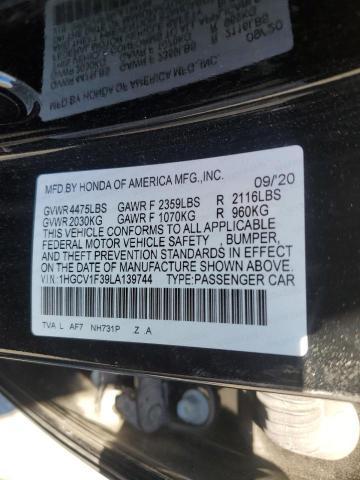 MFD.BY HONDA OF AMERICA MFG.,INC. 09/'20
GVWR 4475LBS GAWR F 2359LBS R 2116LBS
GVWR 2030KG GAWR F 1070KG R 960KG
THIS VEHICLE CONFORMS TO ALL APPLICABLE
FEDERAL MOTOR VEHICLE SAFETY , BUMPER,
AND THEFT PREVENTION STANDARDS IN EFFECT
ON THE DATE OF MANUFACTURE SHOWN ABOVE.
VIN:1HGCV1F39LA139744 TYPE:PASSENGER CAR
TVA L AF7 NH731P .Z .A